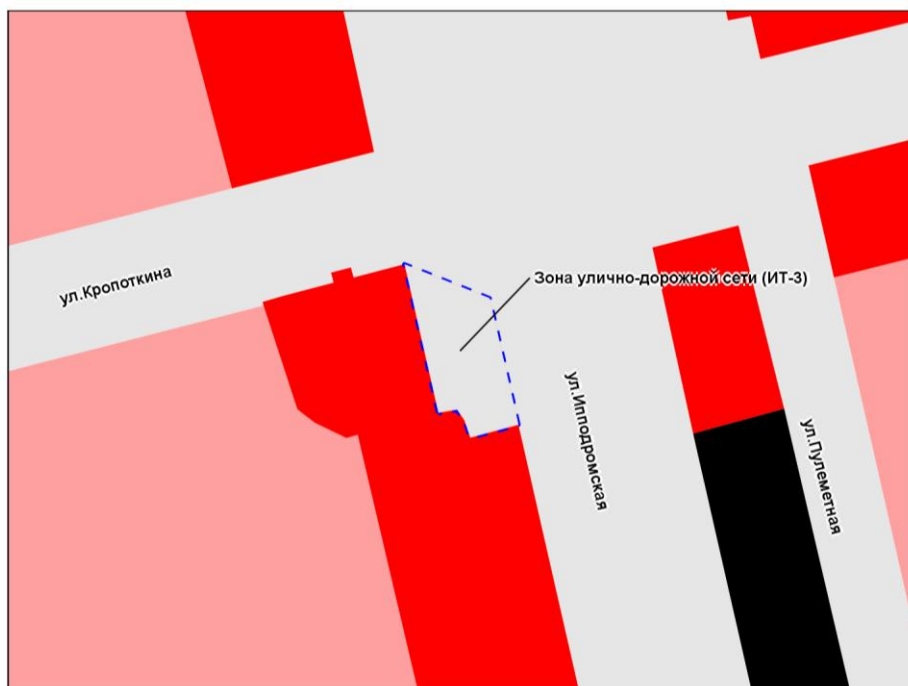 ул.Кропоткина
Зона улично-дорожной сети (ИТ-3)
ул.Ипподромская
ул.Пулеметная